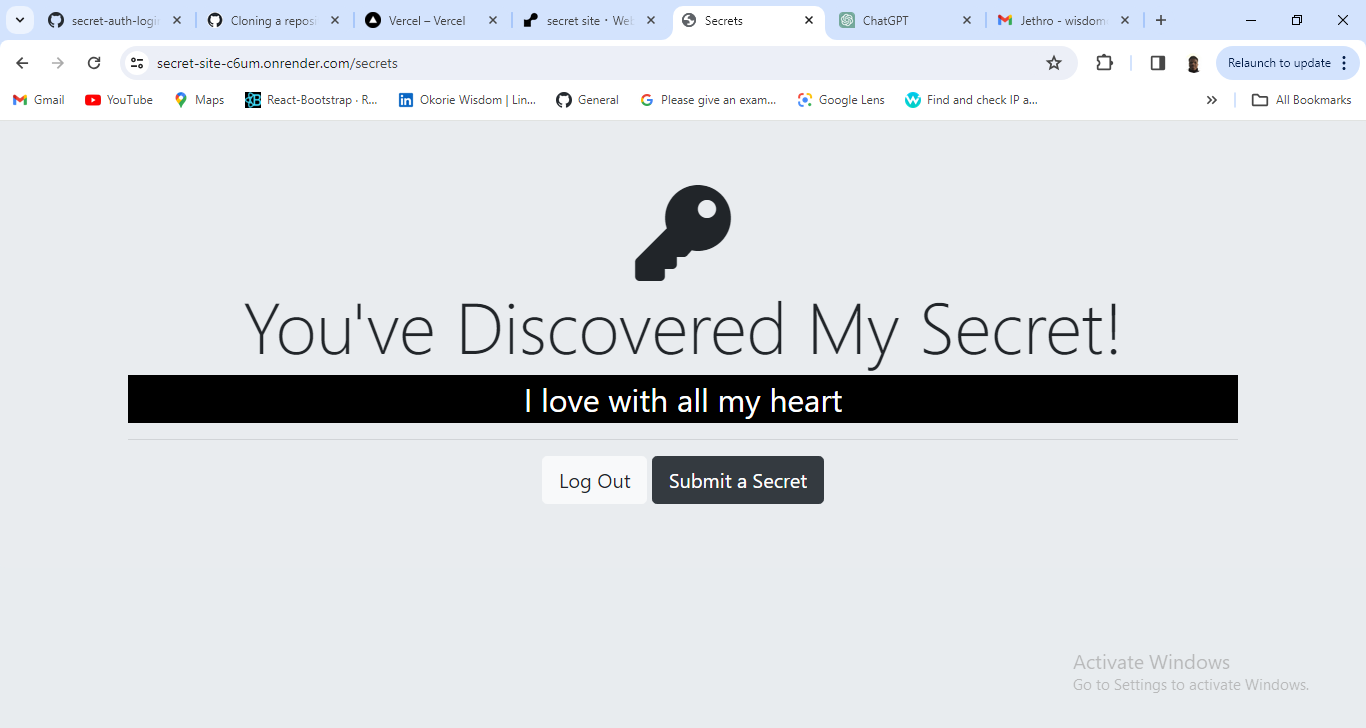 secret-auth-logi
Cloning a reposi
Vercel – Vercel
secret site · Web
Secrets
ChatGPT
Jethro - wisdom
secret-site-c6um.onrender.com/secrets
Relaunch to update
Gmail
YouTube
Maps
React-Bootstrap · R...
Okorie Wisdom | Lin...
General
Please give an exam...
Google Lens
Find and check IP a...
All Bookmarks
You've Discovered My Secret!
I love with all my heart
Log Out
Submit a Secret
Activate Windows
Go to Settings to activate Windows.